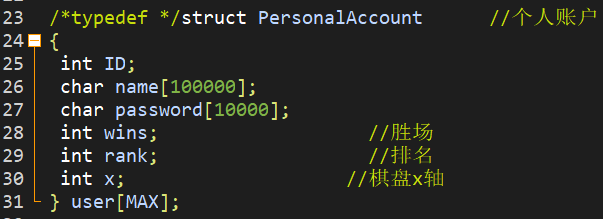 23 /*typedef */struct PersonalAccount //个人账户
24 {
25 int ID;
26 char name[100000];
27 char password[10000];
28 int wins; //胜场
29 int rank; //排名
30 int x; //棋盘x轴
31 } user[MAX];